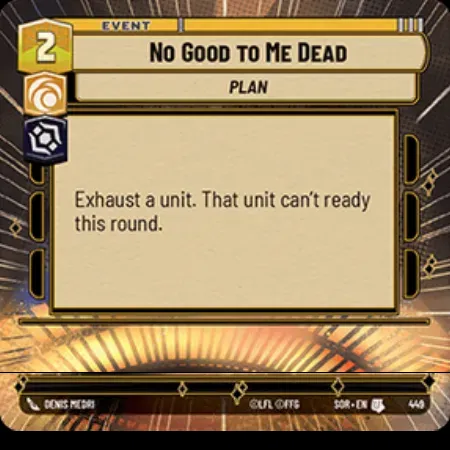 EVENT
2
NO GOOD TO ME DEAD
PLAN
Exhaust a unit. That unit can't ready
this round.
DENIS MEDRI
©LFL ©FFG
SOR • EN
449